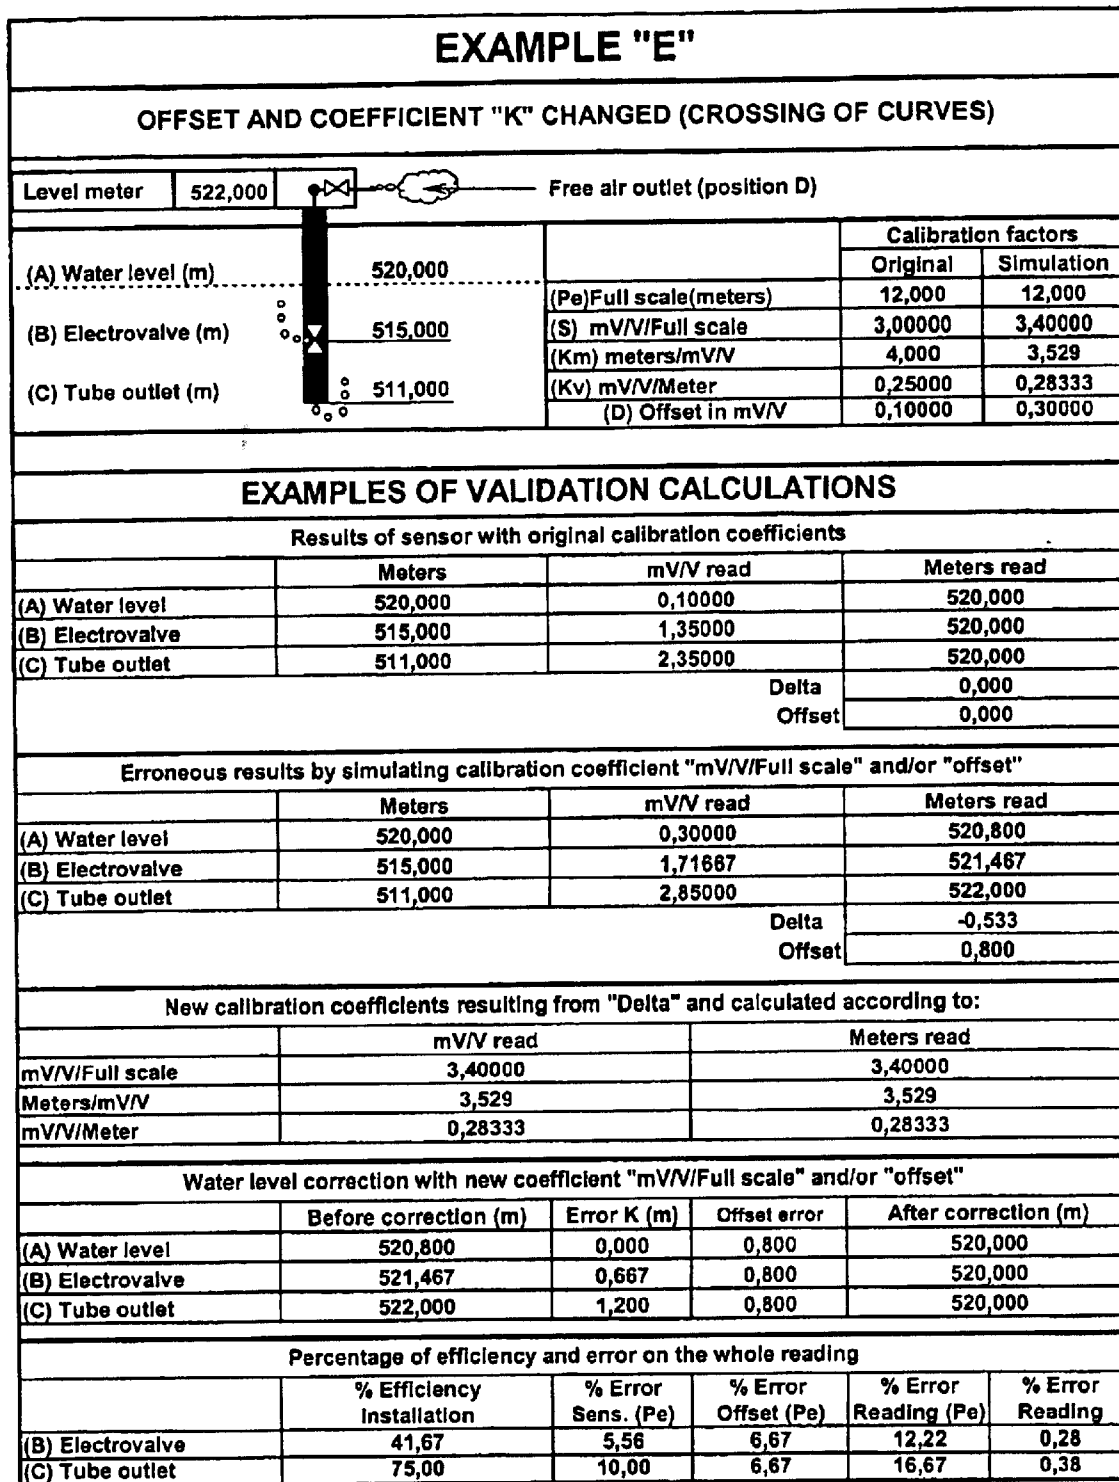 EXAMPLE "E"
OFFSET AND COEFFICIENT "K" CHANGED (CROSSING OF CURVES)
Level meter 522,000 Free air outlet (position D)
Calibration factors
Original Simulation
(A) Water level (m) 520,000
(B) Electrovalve (m) 515,000
(C) Tube outlet (m) 511,000
(Pe)Full scale(meters) 12,000 12,000
(S) mV/V/Full scale 3,00000 3,40000
(Km) meters/mV/V 4,000 3,529
(Kv) mV/V/Meter 0,25000 0,28333
(D) Offset in mV/V 0,10000 0,30000
EXAMPLES OF VALIDATION CALCULATIONS
Results of sensor with original calibration coefficients
Meters mV/V read Meters read
(A) Water level 520,000 0,10000 520,000
(B) Electrovalve 515,000 1,35000 520,000
(C) Tube outlet 511,000 2,35000 520,000
Delta 0,000
Offset 0,000
Erroneous results by simulating calibration coefficient "mV/V/Full scale" and/or "offset"
Meters mV/V read Meters read
(A) Water level 520,000 0,30000 520,800
(B) Electrovalve 515,000 1,71667 521,467
(C) Tube outlet 511,000 2,85000 522,000
Delta -0,533
Offset 0,800
New calibration coefficients resulting from "Delta" and calculated according to:
mV/V read Meters read
mV/V/Full scale 3,40000 3,40000
Meters/mV/V 3,529 3,529
mV/V/Meter 0,28333 0,28333
Water level correction with new coefficient "mV/V/Full scale" and/or "offset"
Before correction (m) Error K (m) Offset error After correction (m)
(A) Water level 520,800 0,000 0,800 520,000
(B) Electrovalve 521,467 0,667 0,800 520,000
(C) Tube outlet 522,000 1,200 0,800 520,000
Percentage of efficiency and error on the whole reading
% Efficiency % Error % Error % Error % Error
Installation Sens. (Pe) Offset (Pe) Reading (Pe) Reading
(B) Electrovalve 41,67 5,56 6,67 12,22 0,28
(C) Tube outlet 75,00 10,00 6,67 16,67 0,38